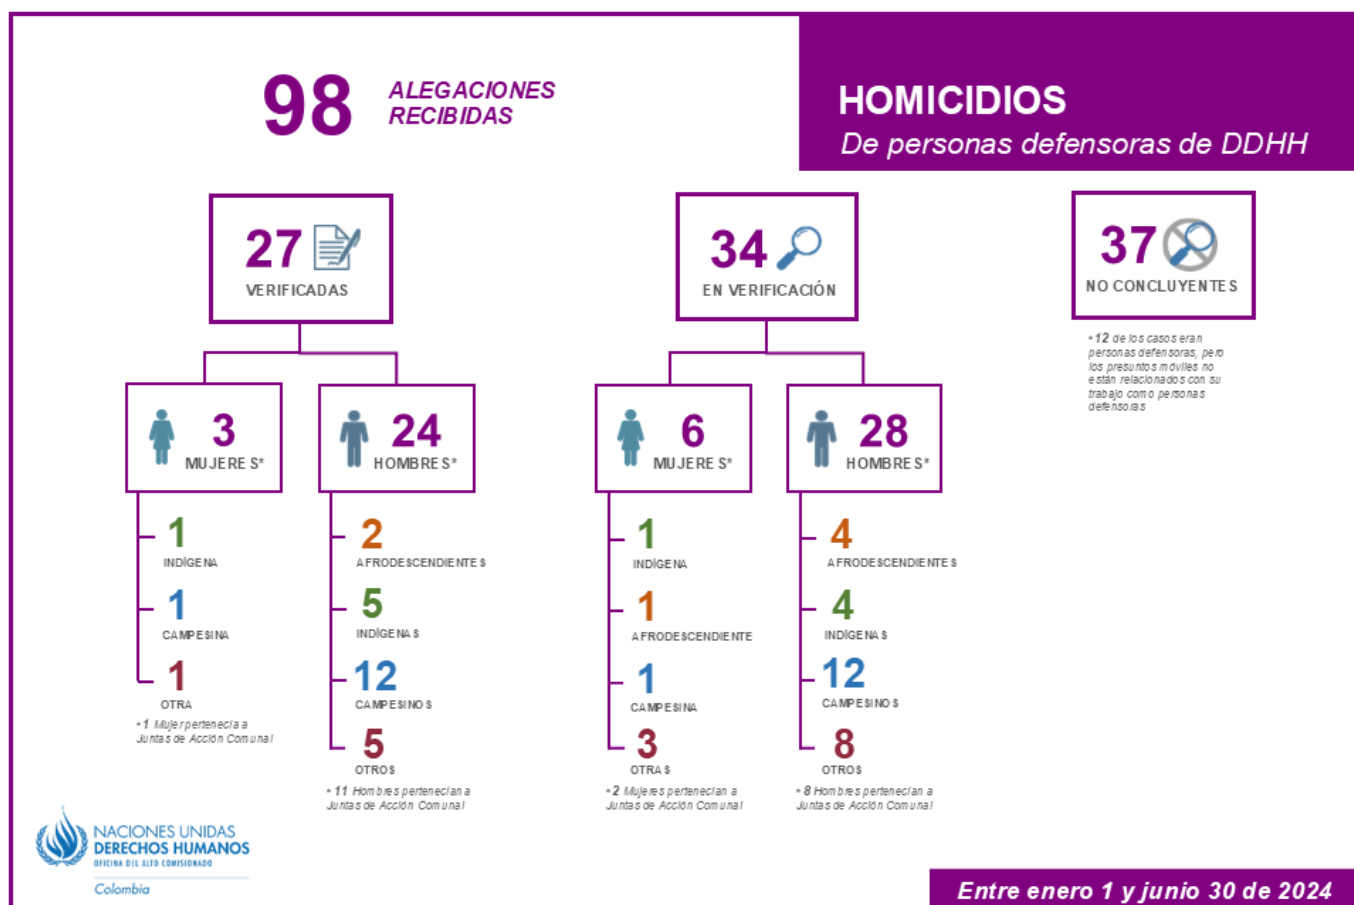 98
ALEGACIONES
RECIBIDAS
HOMICIDIOS
De personas defensoras de DDHH
27
VERIFICADAS
3
MUJERES*
1
INDÍGENA
1
CAMPESINA
1
OTRA
*1 Mujer pertenecía a
Juntas de Acción Comunal
24
HOMBRES*
2
AFRODESCENDIENTES
5
INDÍGENAS
12
CAMPESINOS
5
OTROS
*11 Hombres pertenecían a
Juntas de Acción Comunal
34
EN VERIFICACIÓN
6
MUJERES*
1
INDÍGENA
1
AFRODESCENDIENTE
1
CAMPESINA
3
OTRAS
*2 Mujeres pertenecían a
Juntas de Acción Comunal
28
HOMBRES*
4
AFRODESCENDIENTES
4
INDÍGENAS
12
CAMPESINOS
8
OTROS
*8 Hombres pertenecían a
Juntas de Acción Comunal
37
NO CONCLUYENTES
*12 de los casos eran
personas defensoras, pero
los presuntos móviles no
están relacionados con su
trabajo como personas
defensoras
NACIONES UNIDAS
DERECHOS HUMANOS
OFICINA DEL ALTO COMISIONADO
Colombia
Entre enero 1 y junio 30 de 2024